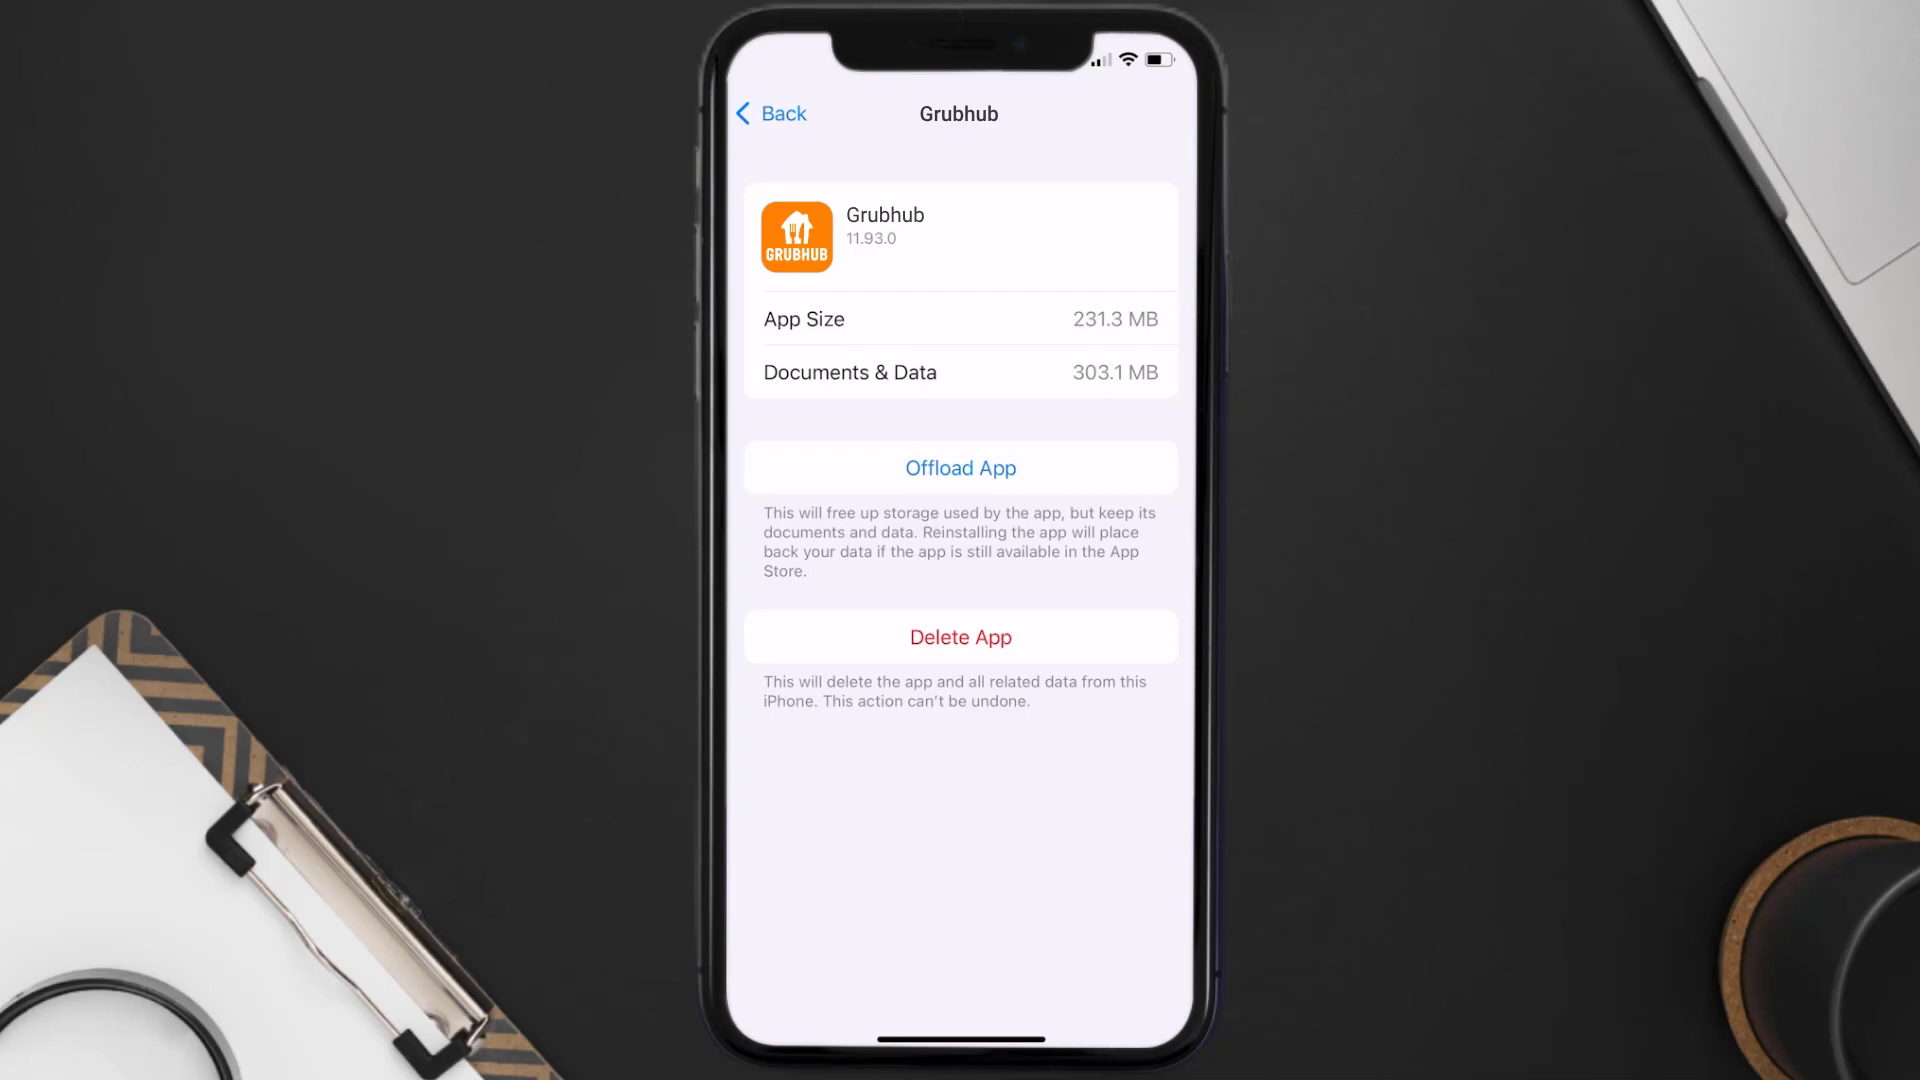 Back
Grubhub
GRUBHUB
Grubhub
11.93.0
App Size 231.3 MB
Documents & Data 303.1 MB
Offload App
This will free up storage used by the app, but keep its
documents and data. Reinstalling the app will place
back your data if the app is still available in the App
Store.
Delete App
This will delete the app and all related data from this
iPhone. This action can't be undone.